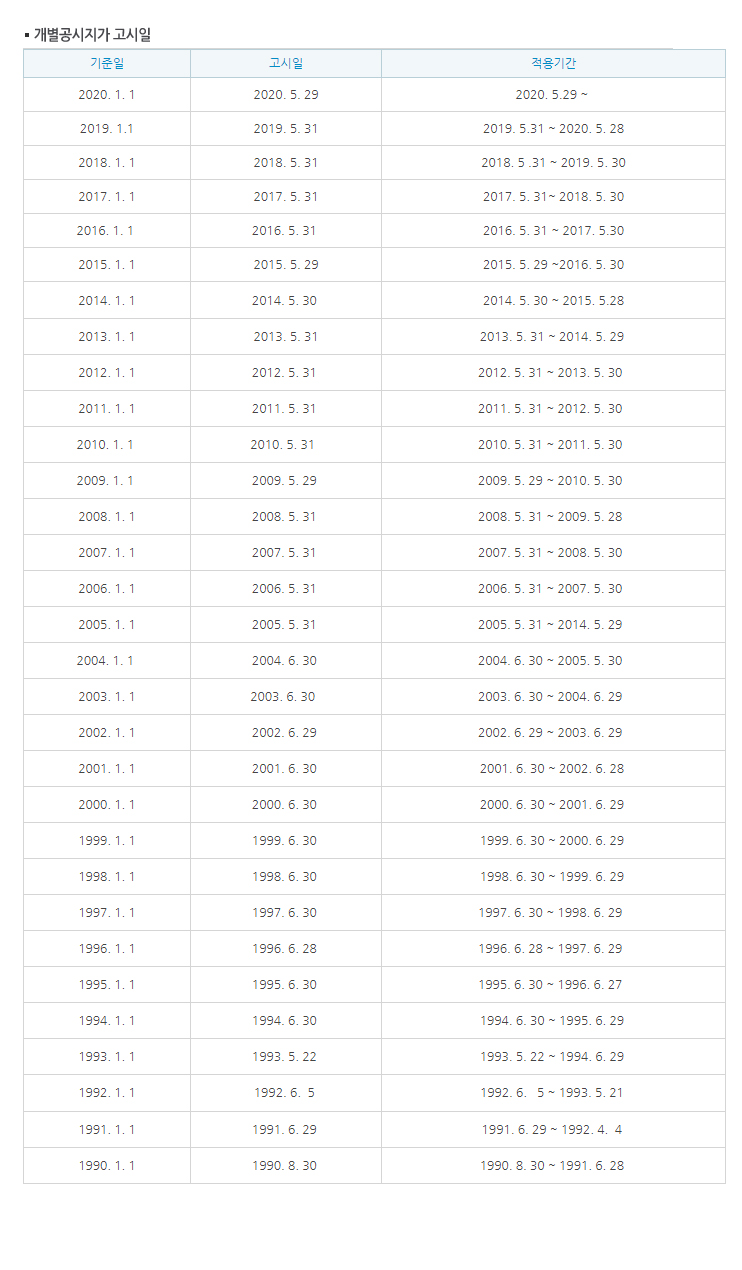 ▪ 개별공시지가 고시일
기준일 고시일 적용기간
2020. 1. 1 2020. 5. 29 2020. 5.29 ~
2019. 1.1 2019. 5. 31 2019. 5.31 ~ 2020. 5. 28
2018. 1. 1 2018. 5. 31 2018. 5 .31 ~ 2019. 5. 30
2017. 1. 1 2017. 5. 31 2017. 5. 31~ 2018. 5. 30
2016. 1. 1 2016. 5. 31 2016. 5. 31 ~ 2017. 5.30
2015. 1. 1 2015. 5. 29 2015. 5. 29 ~2016. 5. 30
2014. 1. 1 2014. 5. 30 2014. 5. 30 ~ 2015. 5.28
2013. 1. 1 2013. 5. 31 2013. 5. 31 ~ 2014. 5. 29
2012. 1. 1 2012. 5. 31 2012. 5. 31 ~ 2013. 5. 30
2011. 1. 1 2011. 5. 31 2011. 5. 31 ~ 2012. 5. 30
2010. 1. 1 2010. 5. 31 2010. 5. 31 ~ 2011. 5. 30
2009. 1. 1 2009. 5. 29 2009. 5. 29 ~ 2010. 5. 30
2008. 1. 1 2008. 5. 31 2008. 5. 31 ~ 2009. 5. 28
2007. 1. 1 2007. 5. 31 2007. 5. 31 ~ 2008. 5. 30
2006. 1. 1 2006. 5. 31 2006. 5. 31 ~ 2007. 5. 30
2005. 1. 1 2005. 5. 31 2005. 5. 31 ~ 2014. 5. 29
2004. 1. 1 2004. 6. 30 2004. 6. 30 ~ 2005. 5. 30
2003. 1. 1 2003. 6. 30 2003. 6. 30 ~ 2004. 6. 29
2002. 1. 1 2002. 6. 29 2002. 6. 29 ~ 2003. 6. 29
2001. 1. 1 2001. 6. 30 2001. 6. 30 ~ 2002. 6. 28
2000. 1. 1 2000. 6. 30 2000. 6. 30 ~ 2001. 6. 29
1999. 1. 1 1999. 6. 30 1999. 6. 30 ~ 2000. 6. 29
1998. 1. 1 1998. 6. 30 1998. 6. 30 ~ 1999. 6. 29
1997. 1. 1 1997. 6. 30 1997. 6. 30 ~ 1998. 6. 29
1996. 1. 1 1996. 6. 28 1996. 6. 28 ~ 1997. 6. 29
1995. 1. 1 1995. 6. 30 1995. 6. 30 ~ 1996. 6. 27
1994. 1. 1 1994. 6. 30 1994. 6. 30 ~ 1995. 6. 29
1993. 1. 1 1993. 5. 22 1993. 5. 22 ~ 1994. 6. 29
1992. 1. 1 1992. 6. 5 1992. 6. 5 ~ 1993. 5. 21
1991. 1. 1 1991. 6. 29 1991. 6. 29 ~ 1992. 4. 4
1990. 1. 1 1990. 8. 30 1990. 8. 30 ~ 1991. 6. 28